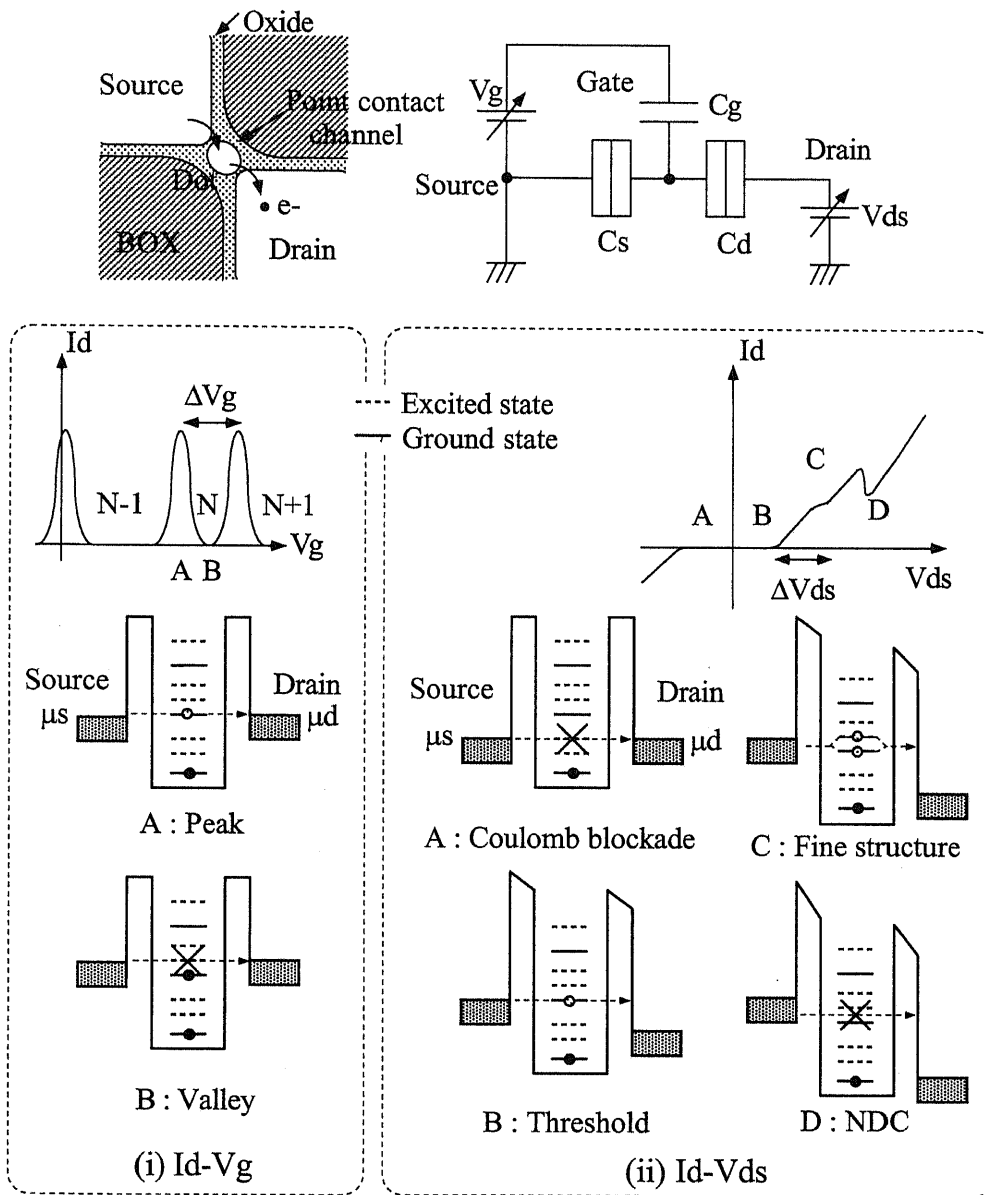 Oxide
Source
Point contact
channel
Dot
e-
BOX
Drain
Vg
Gate
Cg
Drain
Source
Cs
Cd
Vds
Id
ΔVg
N-1
N
N+1
Vg
A B
Excited state
Ground state
Source
μs
Drain
μd
A : Peak
B : Valley
(i) Id-Vg
Id
C
A
B
D
ΔVds
Vds
Source
μs
Drain
μd
A : Coulomb blockade
C : Fine structure
B : Threshold
D : NDC
(ii) Id-Vds